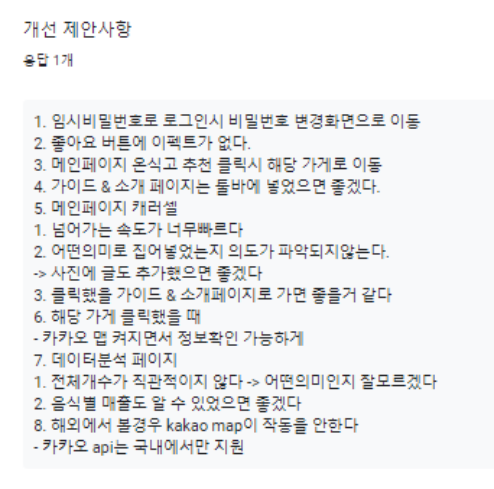 개선 제안사항
응답 1개
1. 임시비밀번호로 로그인시 비밀번호 변경화면으로 이동
2. 좋아요 버튼에 이펙트가 없다.
3. 메인페이지 온식고 추천 클릭시 해당 가게로 이동
4. 가이드 & 소개 페이지는 툴바에 넣었으면 좋겠다.
5. 메인페이지 캐러셀
1. 넘어가는 속도가 너무빠르다
2. 어떤의미로 집어넣었는지 의도가 파악되지않는다.
-> 사진에 글도 추가했으면 좋겠다
3. 클릭했을 가이드 & 소개페이지로 가면 좋을거 같다
6. 해당 가게 클릭했을 때
- 카카오 맵 켜지면서 정보확인 가능하게
7. 데이터분석 페이지
1. 전체개수가 직관적이지 않다 -> 어떤의미인지 잘모르겠다
2. 음식별 매출도 알 수 있었으면 좋겠다
8. 해외에서 볼경우 kakao map이 작동을 안한다
- 카카오 api는 국내에서만 지원